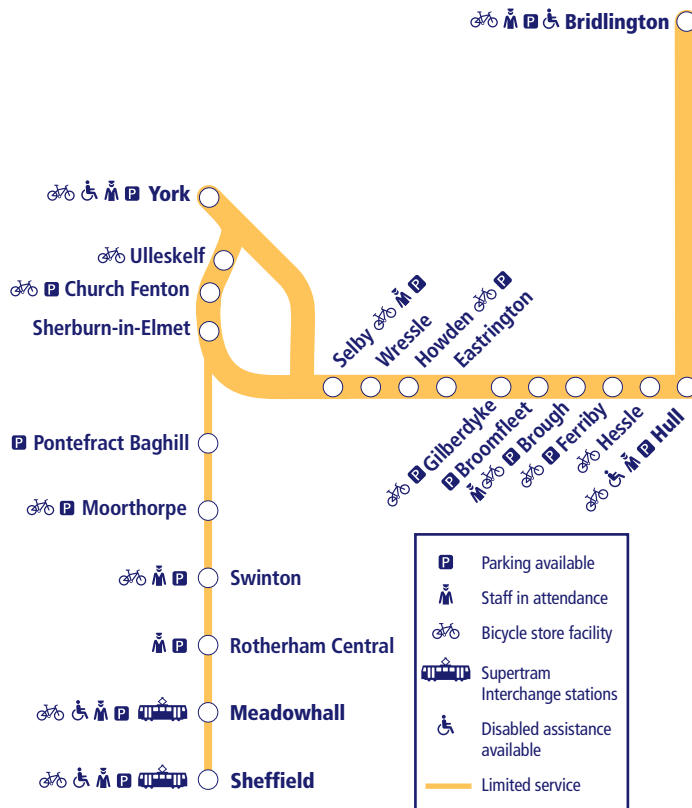 Bridlington
York
Ulleskelf
Church Fenton
Sherburn-in-Elmet
Selby
Wressle
Howden
Eastrington
Gilberdyke
Broomfleet
Brough
Ferriby
Hessle
Hull
Pontefract Baghill
Moorthorpe
Swinton
Rotherham Central
Meadowhall
Sheffield
P Parking available
Staff in attendance
Bicycle store facility
Supertram
Interchange stations
Disabled assistance
available
Limited service